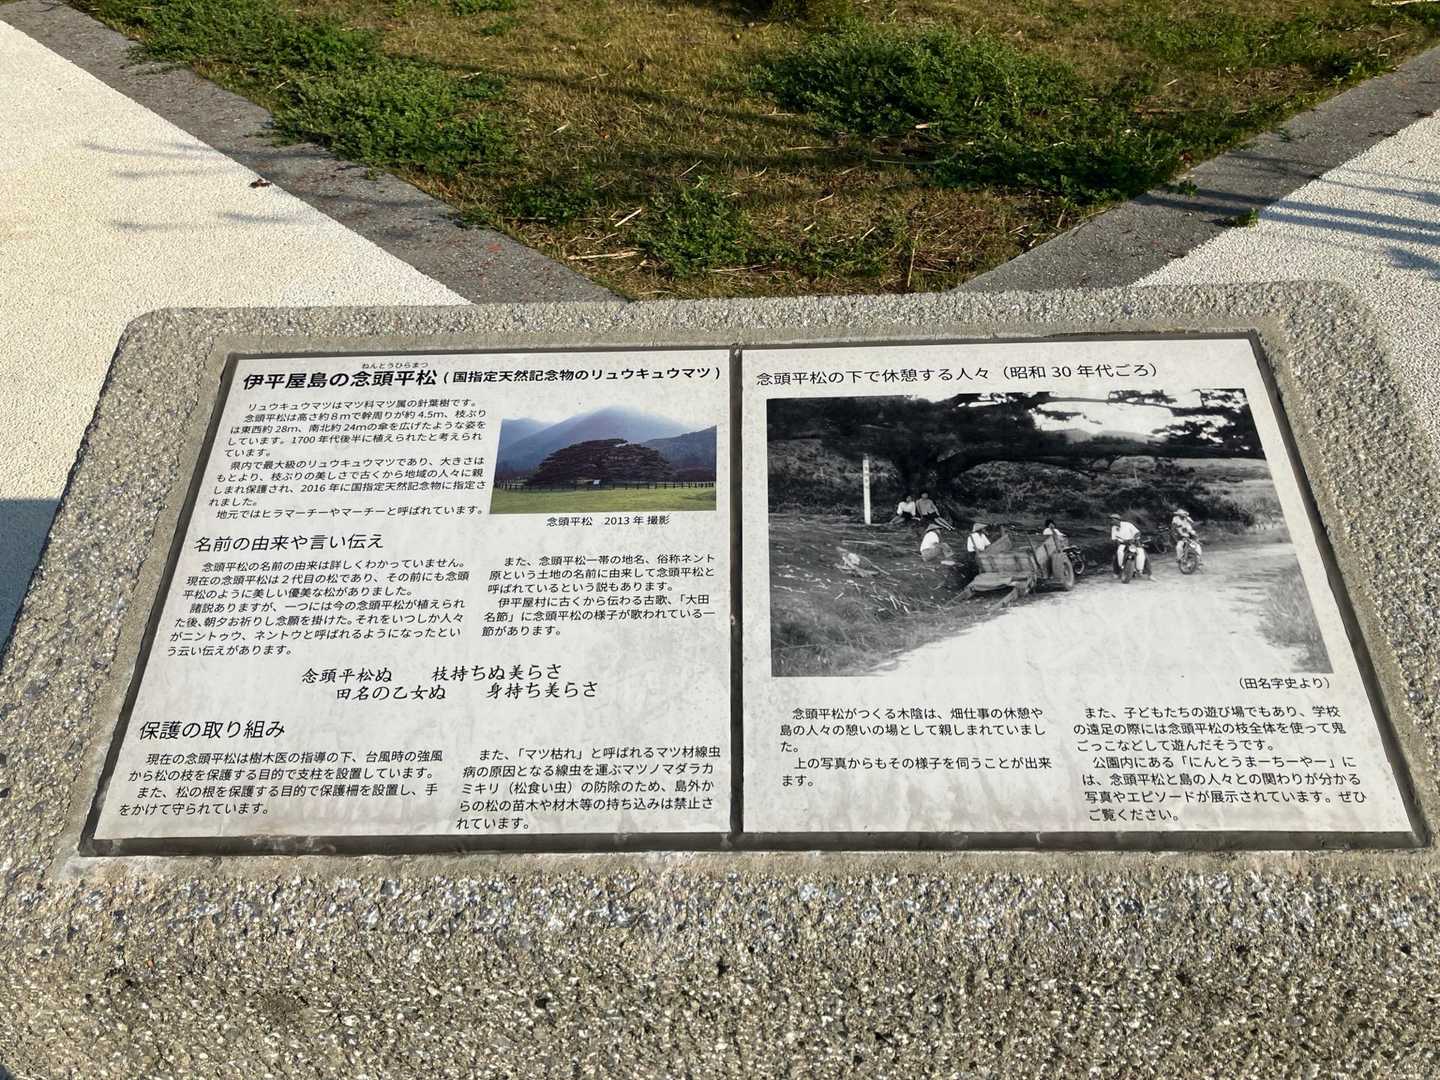 ねんとうひらまつ
伊平屋島の念頭平松 ( 国指定天然記念物のリュウキュウマツ )
リュウキュウマツはマツ科マツ属の針葉樹です。
念頭平松は高さ約8mで幹周りが約4.5m、枝ぶり
は東西約28m、南北約24mの傘を広げたような姿を
しています。1700年代後半に植えられたと考えられ
ています。
県内で最大級のリュウキュウマツであり、大きさは
もとより、枝ぶりの美しさで古くから地域の人々に親
しまれ保護され、2016年に国指定天然記念物に指定さ
れました。
地元ではヒラマーチーやマーチーと呼ばれています。
念頭平松　2013年撮影
名前の由来や言い伝え
念頭平松の名前の由来は詳しくわかっていません。
現在の念頭平松は2代目の松であり、その前にも念頭
平松のように美しい優美な松がありました。
諸説ありますが、一つには今の念頭平松が植えられ
た後、朝夕お祈りし念願を掛けた。それをいつしか人々
がニントゥウ、ネントウと呼ばれるようになったとい
う云い伝えがあります。
また、念頭平松一帯の地名、俗称ネント
原という土地の名前に由来して念頭平松と
呼ばれているという説もあります。
伊平屋村に古くから伝わる古歌、「大田
名節」に念頭平松の様子が歌われている一
節があります。
念頭平松ぬ　枝持ちぬ美らさ
田名の乙女ぬ　身持ち美らさ
保護の取り組み
現在の念頭平松は樹木医の指導の下、台風時の強風
から松の枝を保護する目的で支柱を設置しています。
また、松の根を保護する目的で保護柵を設置し、手
をかけて守られています。
また、「マツ枯れ」と呼ばれるマツ材線虫
病の原因となる線虫を運ぶマツノマダラカ
ミキリ（松食い虫）の防除のため、島外か
らの松の苗木や材木等の持ち込みは禁止さ
れています。
念頭平松の下で休憩する人々（昭和30年代ごろ）
（田名字史より）
念頭平松がつくる木陰は、畑仕事の休憩や
島の人々の憩いの場として親しまれていまし
た。
上の写真からもその様子を伺うことが出来
ます。
また、子どもたちの遊び場でもあり、学校
の遠足の際には念頭平松の枝全体を使って鬼
ごっこなどして遊んだそうです。
公園内にある「にんとうまーちーやー」に
は、念頭平松と島の人々との関わりが分かる
写真やエピソードが展示されています。ぜひ
ご覧ください。